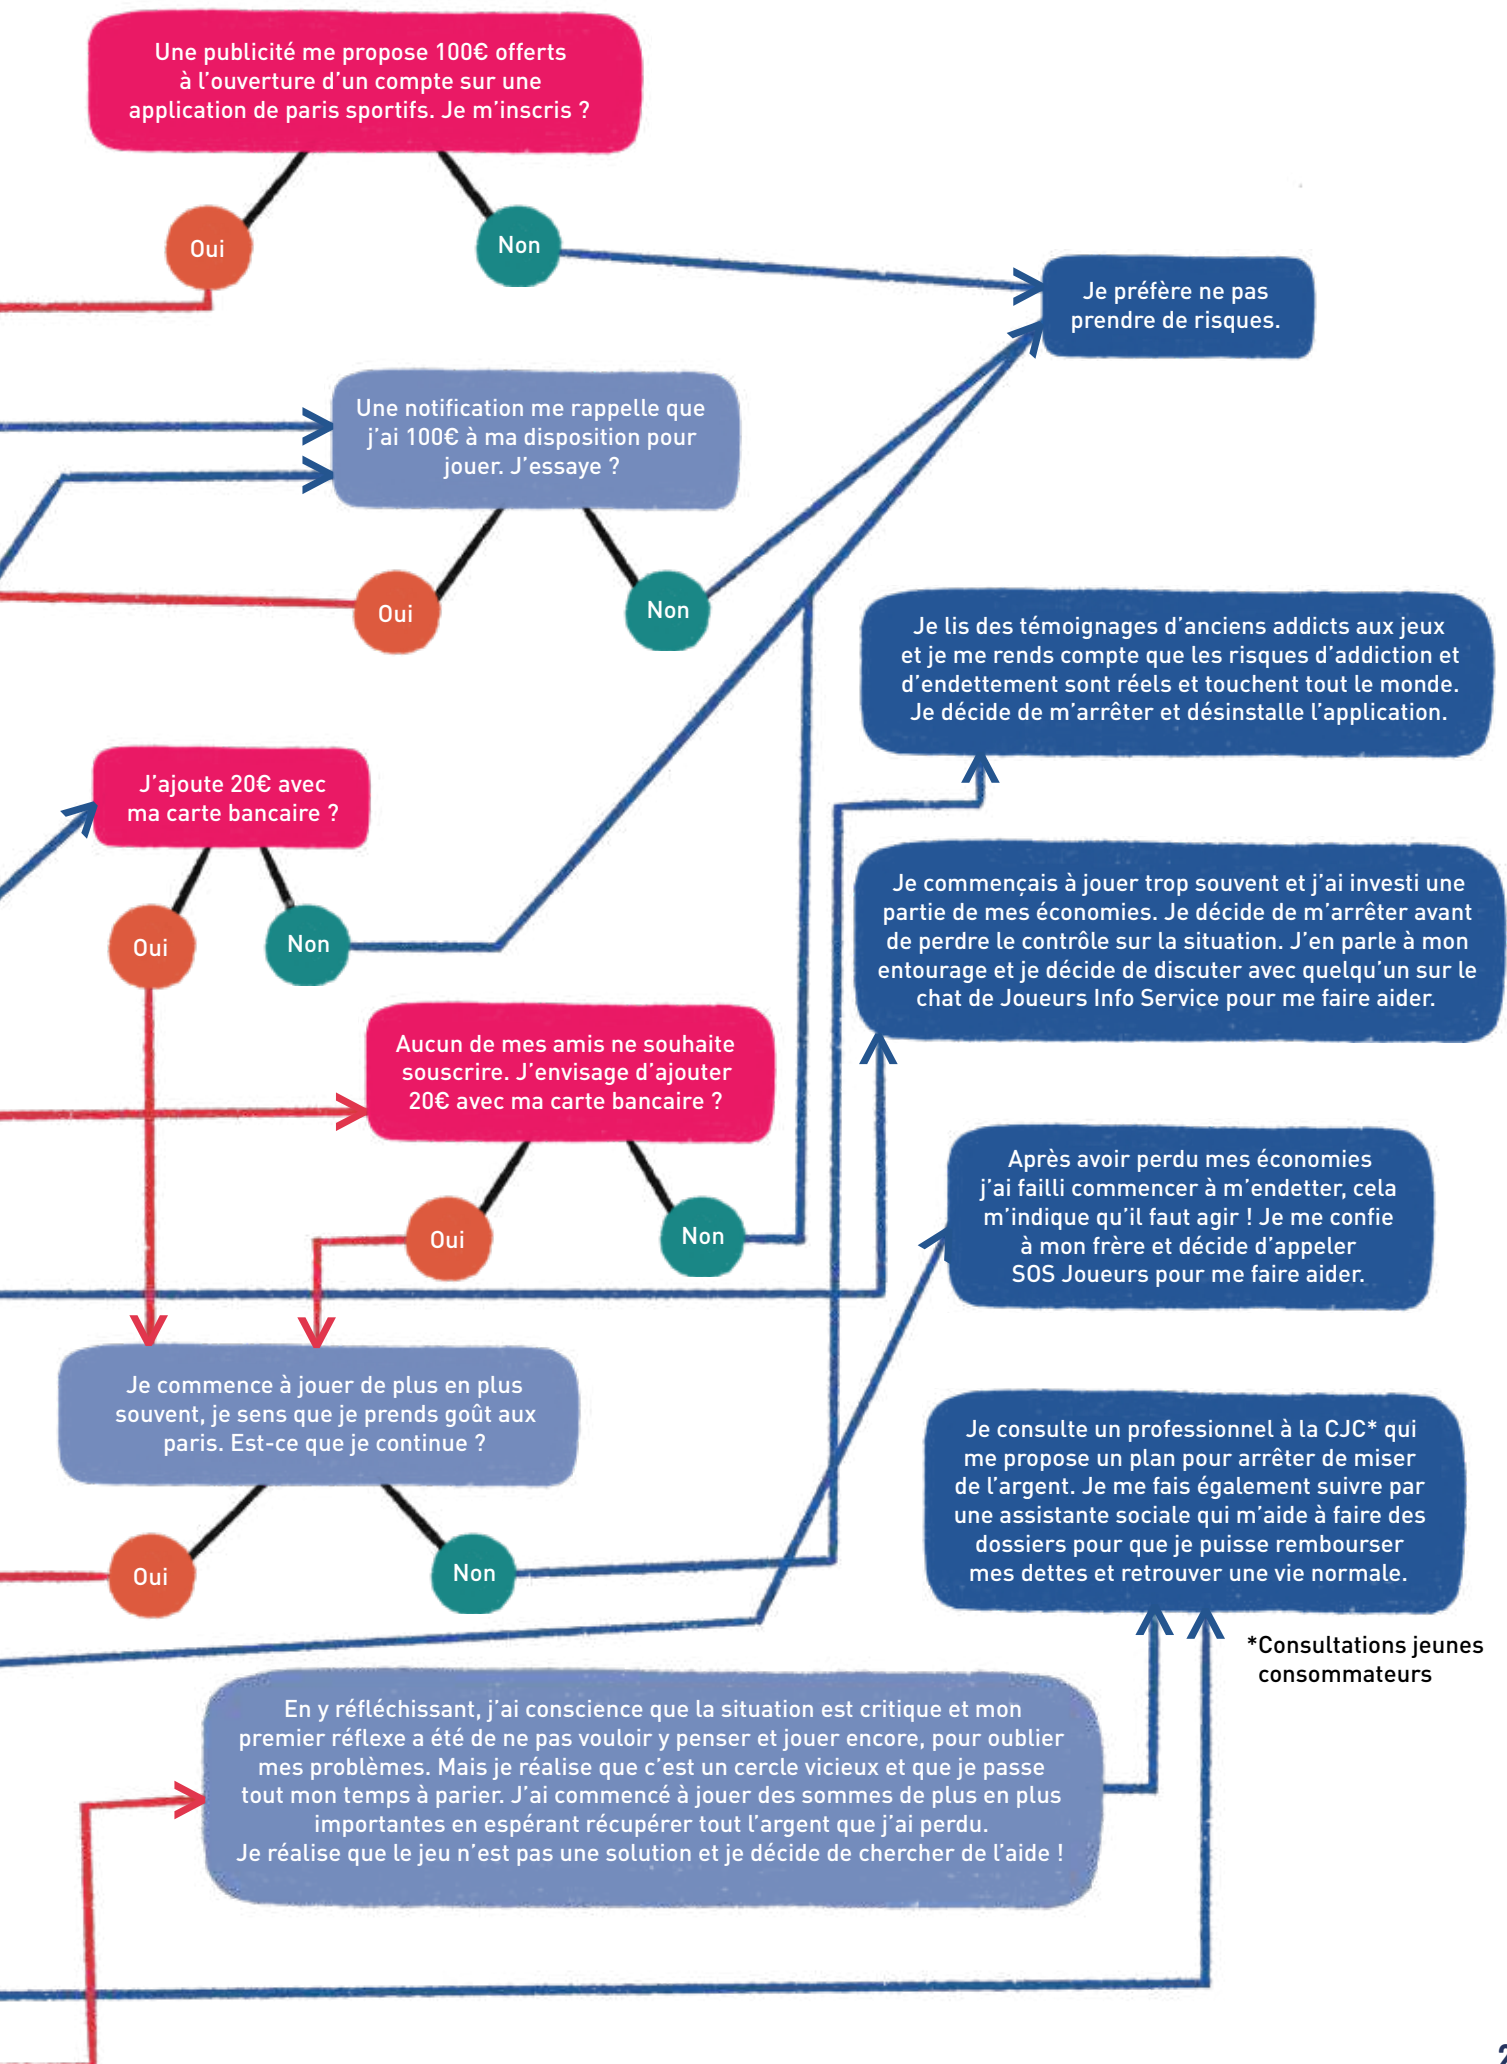 Une publicité me propose 100€ offerts
à l’ouverture d’un compte sur une
application de paris sportifs. Je m’inscris ?
Oui
Non
Je préfère ne pas
prendre de risques.
Une notification me rappelle que
j’ai 100€ à ma disposition pour
jouer. J’essaye ?
Oui
Non
Je lis des témoignages d’anciens addicts aux jeux
et je me rends compte que les risques d’addiction et
d’endettement sont réels et touchent tout le monde.
Je décide de m’arrêter et désinstalle l’application.
J’ajoute 20€ avec
ma carte bancaire ?
Oui
Non
Je commençais à jouer trop souvent et j’ai investi une
partie de mes économies. Je décide de m’arrêter avant
de perdre le contrôle sur la situation. J’en parle à mon
entourage et je décide de discuter avec quelqu’un sur le
chat de Joueurs Info Service pour me faire aider.
Aucun de mes amis ne souhaite
souscrire. J’envisage d’ajouter
20€ avec ma carte bancaire ?
Oui
Non
Après avoir perdu mes économies
j’ai failli commencer à m’endetter, cela
m’indique qu’il faut agir ! Je me confie
à mon frère et décide d’appeler
SOS Joueurs pour me faire aider.
Je commence à jouer de plus en plus
souvent, je sens que je prends goût aux
paris. Est-ce que je continue ?
Oui
Non
Je consulte un professionnel à la CJC* qui
me propose un plan pour arrêter de miser
de l’argent. Je me fais également suivre par
une assistante sociale qui m’aide à faire des
dossiers pour que je puisse rembourser
mes dettes et retrouver une vie normale.
*Consultations jeunes
consommateurs
En y réfléchissant, j’ai conscience que la situation est critique et mon
premier réflexe a été de ne pas vouloir y penser et jouer encore, pour oublier
mes problèmes. Mais je réalise que c’est un cercle vicieux et que je passe
tout mon temps à parier. J’ai commencé à jouer des sommes de plus en plus
importantes en espérant récupérer tout l’argent que j’ai perdu.
Je réalise que le jeu n’est pas une solution et je décide de chercher de l’aide !